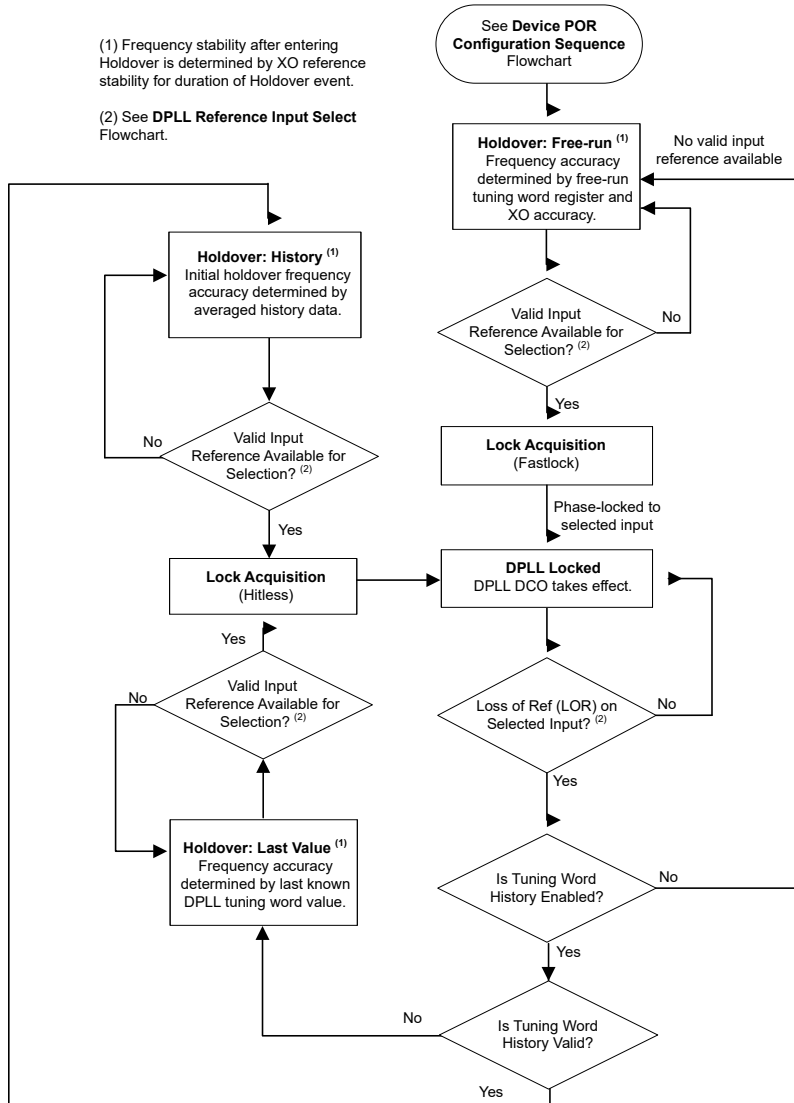 (1) Frequency stability after entering
Holdover is determined by XO reference
stability for duration of Holdover event.
(2) See DPLL Reference Input Select
Flowchart.
See Device POR
Configuration Sequence
Flowchart
Holdover: Free-run (1)
Frequency accuracy
determined by free-run
tuning word register and
XO accuracy.
No valid input
reference available
Valid Input
Reference Available for
Selection? (2)
No
Yes
Lock Acquisition
(Fastlock)
Phase-locked to
selected input
Holdover: History (1)
Initial holdover frequency
accuracy determined by
averaged history data.
No
Valid Input
Reference Available for
Selection? (2)
Yes
Lock Acquisition
(Hitless)
DPLL Locked
DPLL DCO takes effect.
Yes
No
Valid Input
Reference Available for
Selection? (2)
Loss of Ref (LOR) on
Selected Input? (2)
No
Yes
Holdover: Last Value (1)
Frequency accuracy
determined by last known
DPLL tuning word value.
Is Tuning Word
History Enabled?
No
Yes
No
Is Tuning Word
History Valid?
Yes